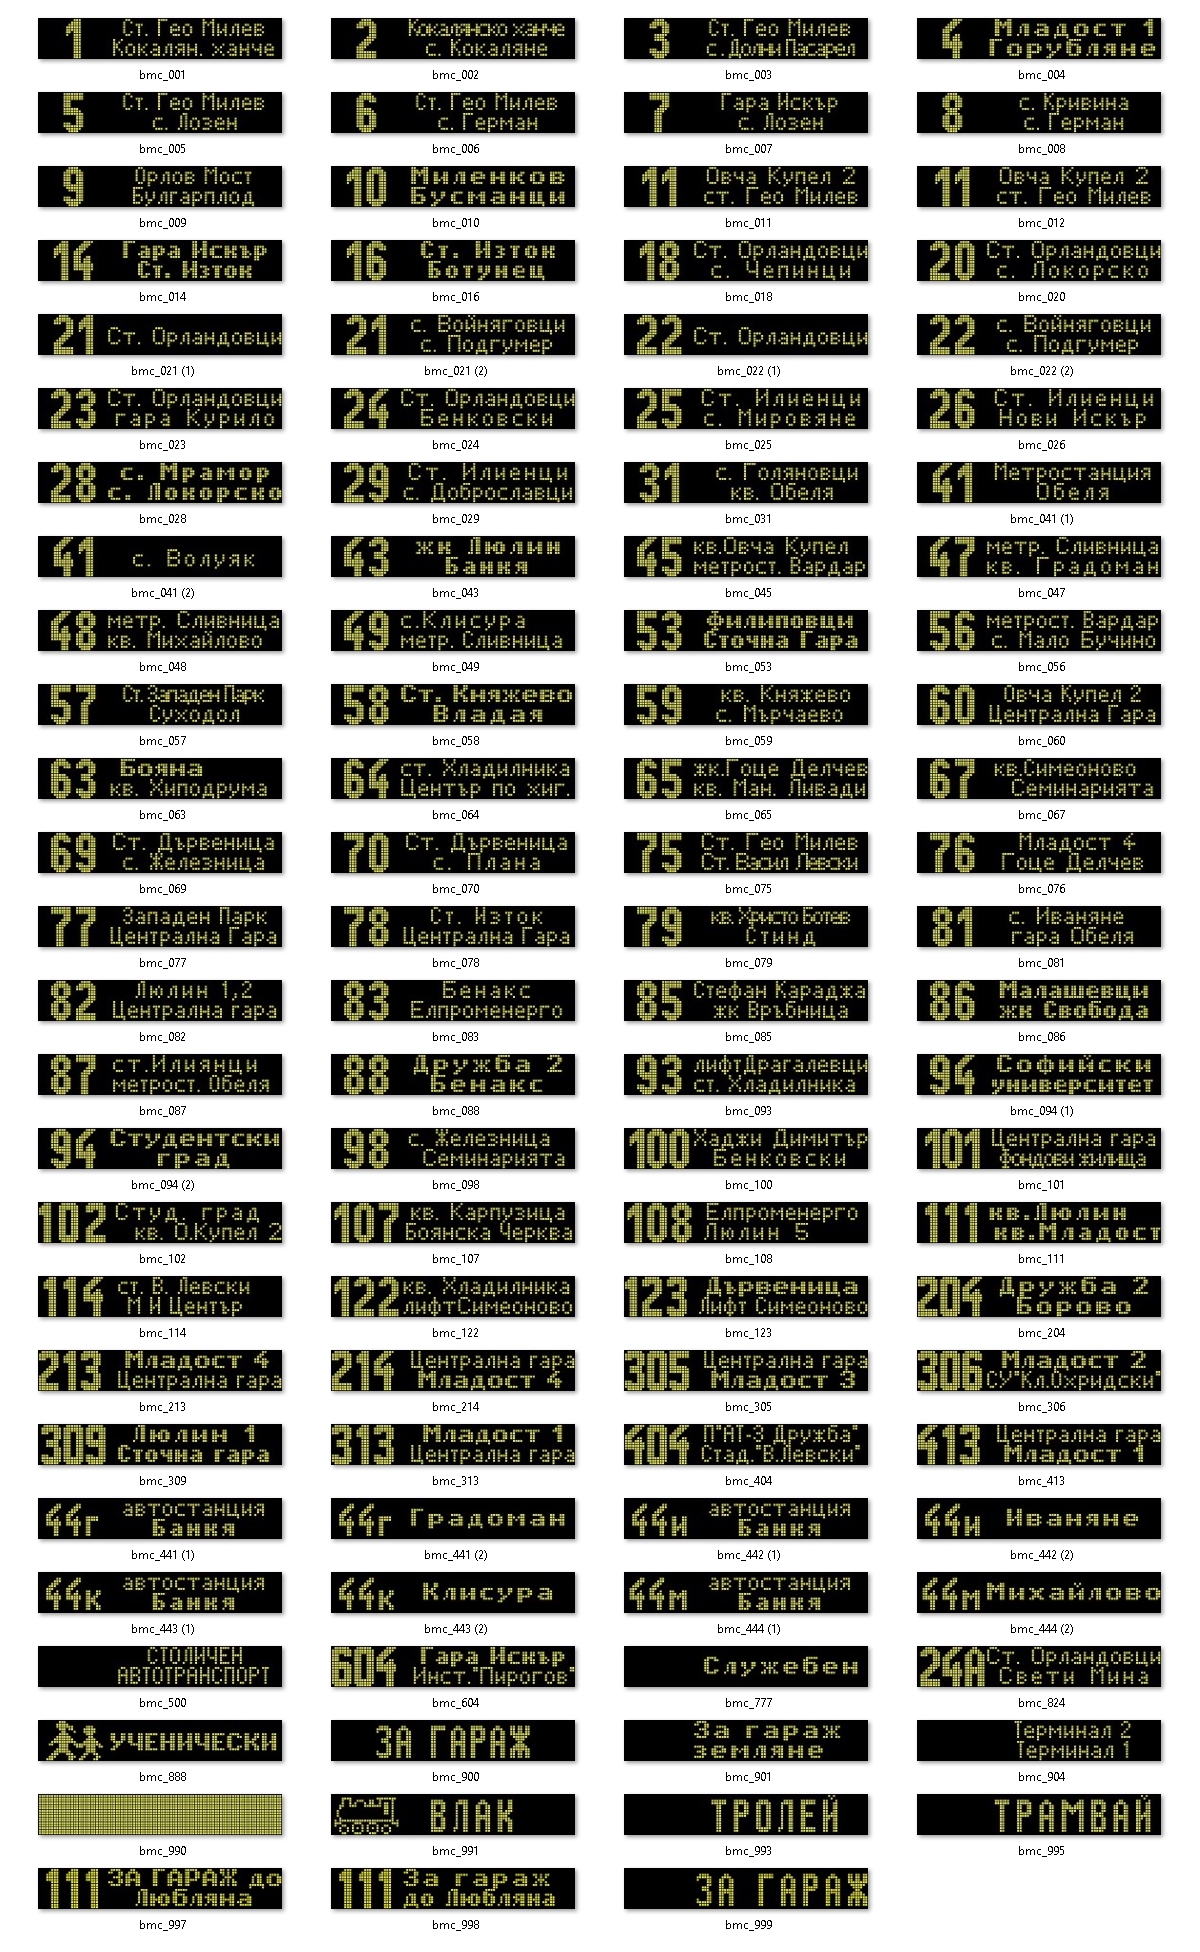 1 Ст. Гео Милев
Кокалян. ханче
bmc_001
2 Кокалянско ханче
с. Кокаляне
bmc_002
3 Ст. Гео Милев
с. Долни Пасарел
bmc_003
4 Младост 1
Горубляне
bmc_004
5 Ст. Гео Милев
с. Лозен
bmc_005
6 Ст. Гео Милев
с. Герман
bmc_006
7 Гара Искър
с. Лозен
bmc_007
8 с. Кривина
с. Герман
bmc_008
9 Орлов Мост
Булгарплод
bmc_009
10 Миленков
Бусманци
bmc_010
11 Овча Купел 2
ст. Гео Милев
bmc_011
11 Овча Купел 2
ст. Гео Милев
bmc_012
14 Гара Искър
Ст. Изток
bmc_014
16 Ст. Изток
Ботунец
bmc_016
18 Ст. Орландовци
с. Чепинци
bmc_018
20 Ст. Орландовци
с. Локорско
bmc_020
21 Ст. Орландовци
bmc_021 (1)
21 с. Войняговци
с. Подгумер
bmc_021 (2)
22 Ст. Орландовци
bmc_022 (1)
22 с. Войняговци
с. Подгумер
bmc_022 (2)
23 Ст. Орландовци
гара Курило
bmc_023
24 Ст. Орландовци
Бенковски
bmc_024
25 Ст. Илиенци
с. Мировяне
bmc_025
26 Ст. Илиенци
Нови Искър
bmc_026
28 с. Мрамор
с. Локорско
bmc_028
29 Ст. Илиенци
с. Доброславци
bmc_029
31 с. Голяновци
кв. Обеля
bmc_031
41 Метростанция
Обеля
bmc_041 (1)
41 с. Волуяк
bmc_041 (2)
43 жк Люлин
Банкя
bmc_043
45 кв.Овча Купел
метрост. Вардар
bmc_045
47 метр. Сливница
кв. Градоман
bmc_047
48 метр. Сливница
кв. Михайлово
bmc_048
49 с.Клисура
метр. Сливница
bmc_049
53 Филиповци
Сточна Гара
bmc_053
56 метрост. Вардар
с. Мало Бучино
bmc_056
57 Ст. Западен Парк
Суходол
bmc_057
58 Ст. Княжево
Владая
bmc_058
59 кв. Княжево
с. Мърчаево
bmc_059
60 Овча Купел 2
Централна Гара
bmc_060
63 Бояна
кв. Хиподрума
bmc_063
64 ст. Хладилника
Център по хиг.
bmc_064
65 жк.Гоце Делчев
кв. Ман. Ливади
bmc_065
67 кв.Симеоново
Семинарията
bmc_067
69 Ст. Дървеница
с. Железница
bmc_069
70 Ст. Дървеница
с. Плана
bmc_070
75 Ст. Гео Милев
Ст. Васил Левски
bmc_075
76 Младост 4
Гоце Делчев
bmc_076
77 Западен Парк
Централна Гара
bmc_077
78 Ст. Изток
Централна Гара
bmc_078
79 кв. Христо Ботев
Стинд
bmc_079
81 с. Иваняне
гара Обеля
bmc_081
82 Люлин 1,2
Централна гара
bmc_082
83 Бенакс
Елпроменерго
bmc_083
85 Стефан Караджа
жк Връбница
bmc_085
86 Малашевци
жк Свобода
bmc_086
87 ст.Илиянци
метрост. Обеля
bmc_087
88 Дружба 2
Бенакс
bmc_088
93 лифтДрагалевци
ст. Хладилника
bmc_093
94 Софийски
университет
bmc_094 (1)
94 Студентски
град
bmc_094 (2)
98 с. Железница
Семинарията
bmc_098
100 Хаджи Димитър
Бенковски
bmc_100
101 Централна гара
фондови жилища
bmc_101
102 Студ. град
кв. О.Купел 2
bmc_102
107 кв. Карпузица
Боянска Черква
bmc_107
108 Елпроменерго
Люлин 5
bmc_108
111 кв.Люлин
кв.Младост
bmc_111
114 ст. В. Левски
М И Център
bmc_114
122 кв. Хладилника
лифтСимеоново
bmc_122
123 Дървеница
Лифт Симеоново
bmc_123
204 Дружба 2
Борово
bmc_204
213 Младост 4
Централна гара
bmc_213
214 Централна гара
Младост 4
bmc_214
305 Централна гара
Младост 3
bmc_305
306 Младост 2
СУ"Кл.Охридски"
bmc_306
309 Люлин 1
Сточна гара
bmc_309
313 Младост 1
Централна гара
bmc_313
404 П"АТ-3 Дружба"
Стад."В.Левски"
bmc_404
413 Централна гара
Младост 1
bmc_413
44г автостанция
Банкя
bmc_441 (1)
44г Градоман
bmc_441 (2)
44и автостанция
Банкя
bmc_442 (1)
44и Иваняне
bmc_442 (2)
44к автостанция
Банкя
bmc_443 (1)
44к Клисура
bmc_443 (2)
44м автостанция
Банкя
bmc_444 (1)
44м Михайлово
bmc_444 (2)
СТОЛИЧЕН
АВТОТРАНСПОРТ
bmc_500
604 Гара Искър
Инст."Пирогов"
bmc_604
Служебен
bmc_777
24А Ст. Орландовци
Свети Мина
bmc_824
УЧЕНИЧЕСКИ
bmc_888
ЗА ГАРАЖ
bmc_900
За гараж
земляне
bmc_901
Терминал 2
Терминал 1
bmc_904
bmc_990
ВЛАК
bmc_991
ТРОЛЕЙ
bmc_993
ТРАМВАЙ
bmc_995
111 ЗА ГАРАЖ до
Любляна
bmc_997
111 За гараж
до Любляна
bmc_998
ЗА ГАРАЖ
bmc_999